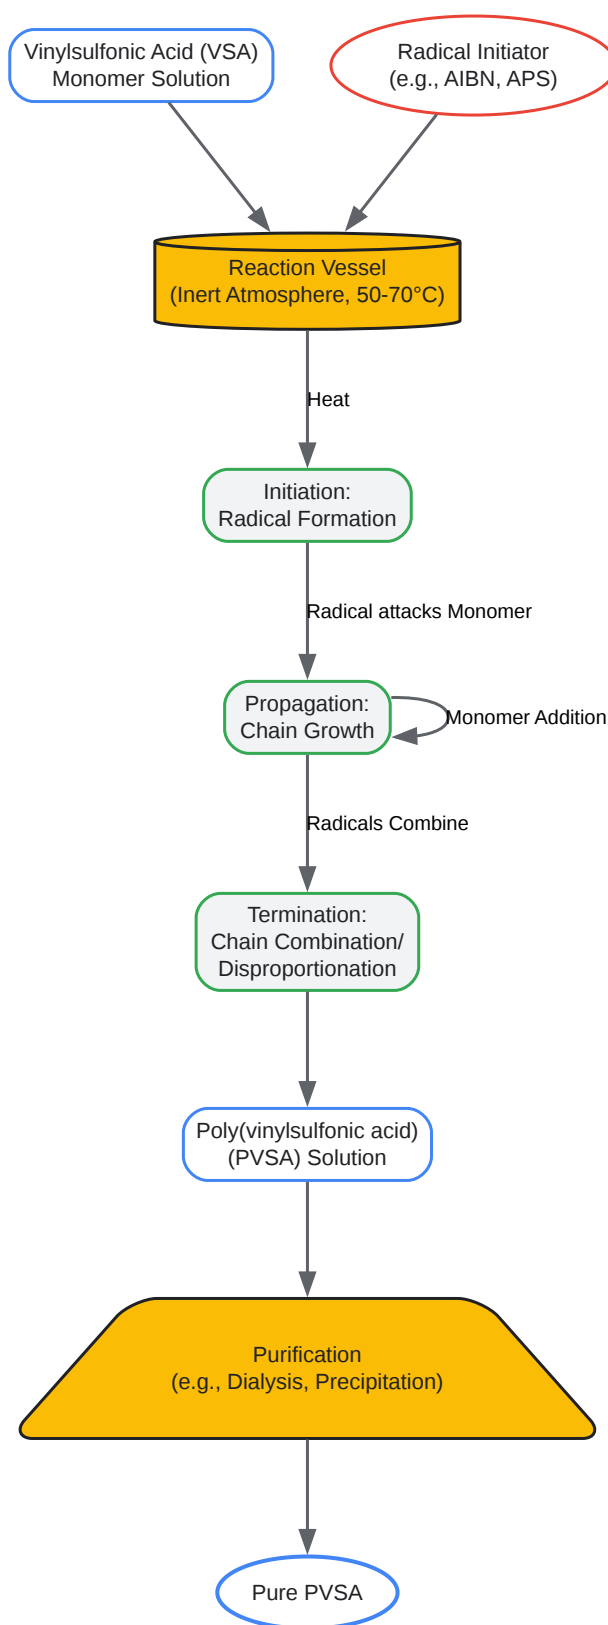 Vinylsulfonic Acid (VSA)
Monomer Solution
Radical Initiator
(e.g., AIBN, APS)
Reaction Vessel
(Inert Atmosphere, 50-70°C)
Heat
Initiation:
Radical Formation
Radical attacks Monomer
Propagation:
Chain Growth
Monomer Addition
Radicals Combine
Termination:
Chain Combination/
Disproportionation
Poly(vinylsulfonic acid)
(PVSA) Solution
Purification
(e.g., Dialysis, Precipitation)
Pure PVSA